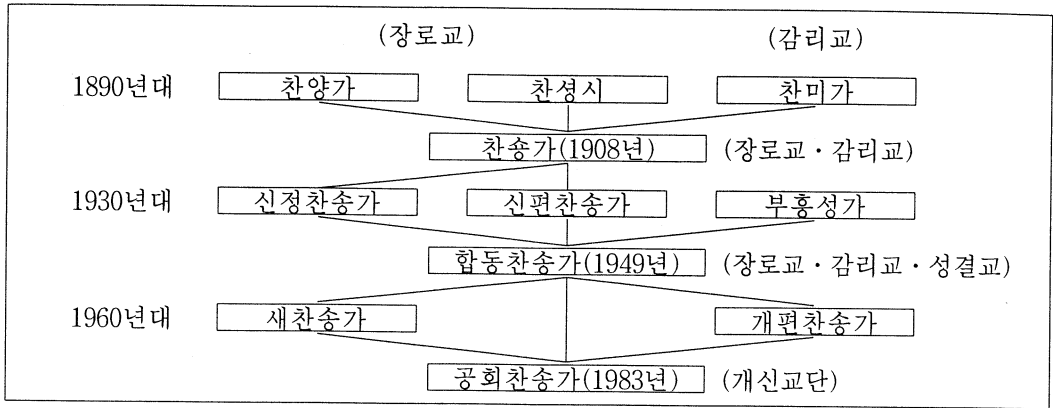 (장로교) (감리교)
1890년대 찬양가 찬셩시 찬미가
찬숑가(1908년) (장로교·감리교)
1930년대 신정찬송가 신편찬송가 부흥성가
합동찬송가(1949년) (장로교·감리교·성결교)
1960년대 새찬송가 개편찬송가
공회찬송가(1983년) (개신교단)